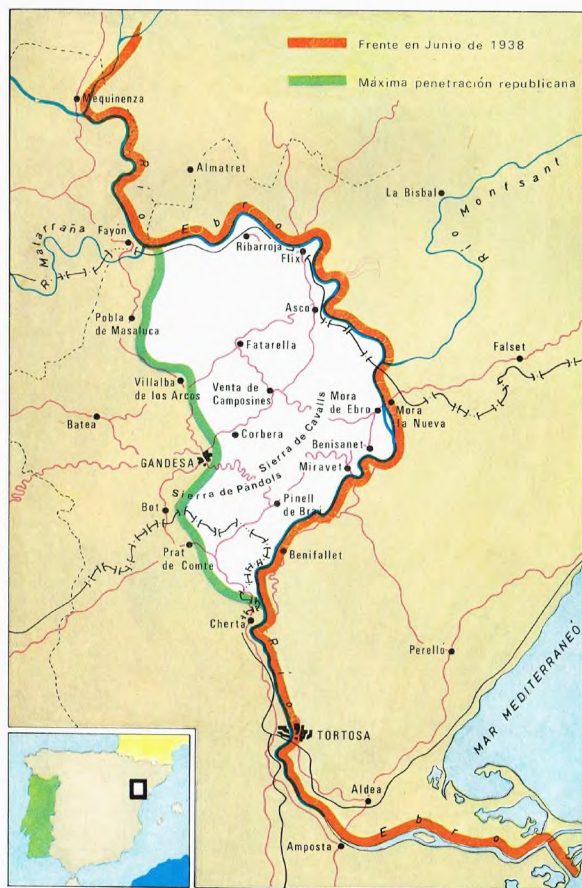 Frente en Junio de 1938
Máxima penetración republicana
Mequinenza
Almatret
La Bisbal
Río Montsant
Río Ebro
R. Matarraña
Fayón
Ribarroja
Flix
Asco
Pobla
de Masaluca
Fatarella
Falset
Villalba
de los Arcos
Venta de
Camposines
Mora
de Ebro
Mora
la Nueva
Batea
Corbera
Sierra de Cavalls
Benisanet
GANDESA
Miravet
Sierra de Pandols
Bot
Pinell
de Brai
Prat
de Comte
Benifallet
Cherta
Río
Perelló
MAR MEDITERRANEÓ
TORTOSA
Aldea
Amposta
Ebro